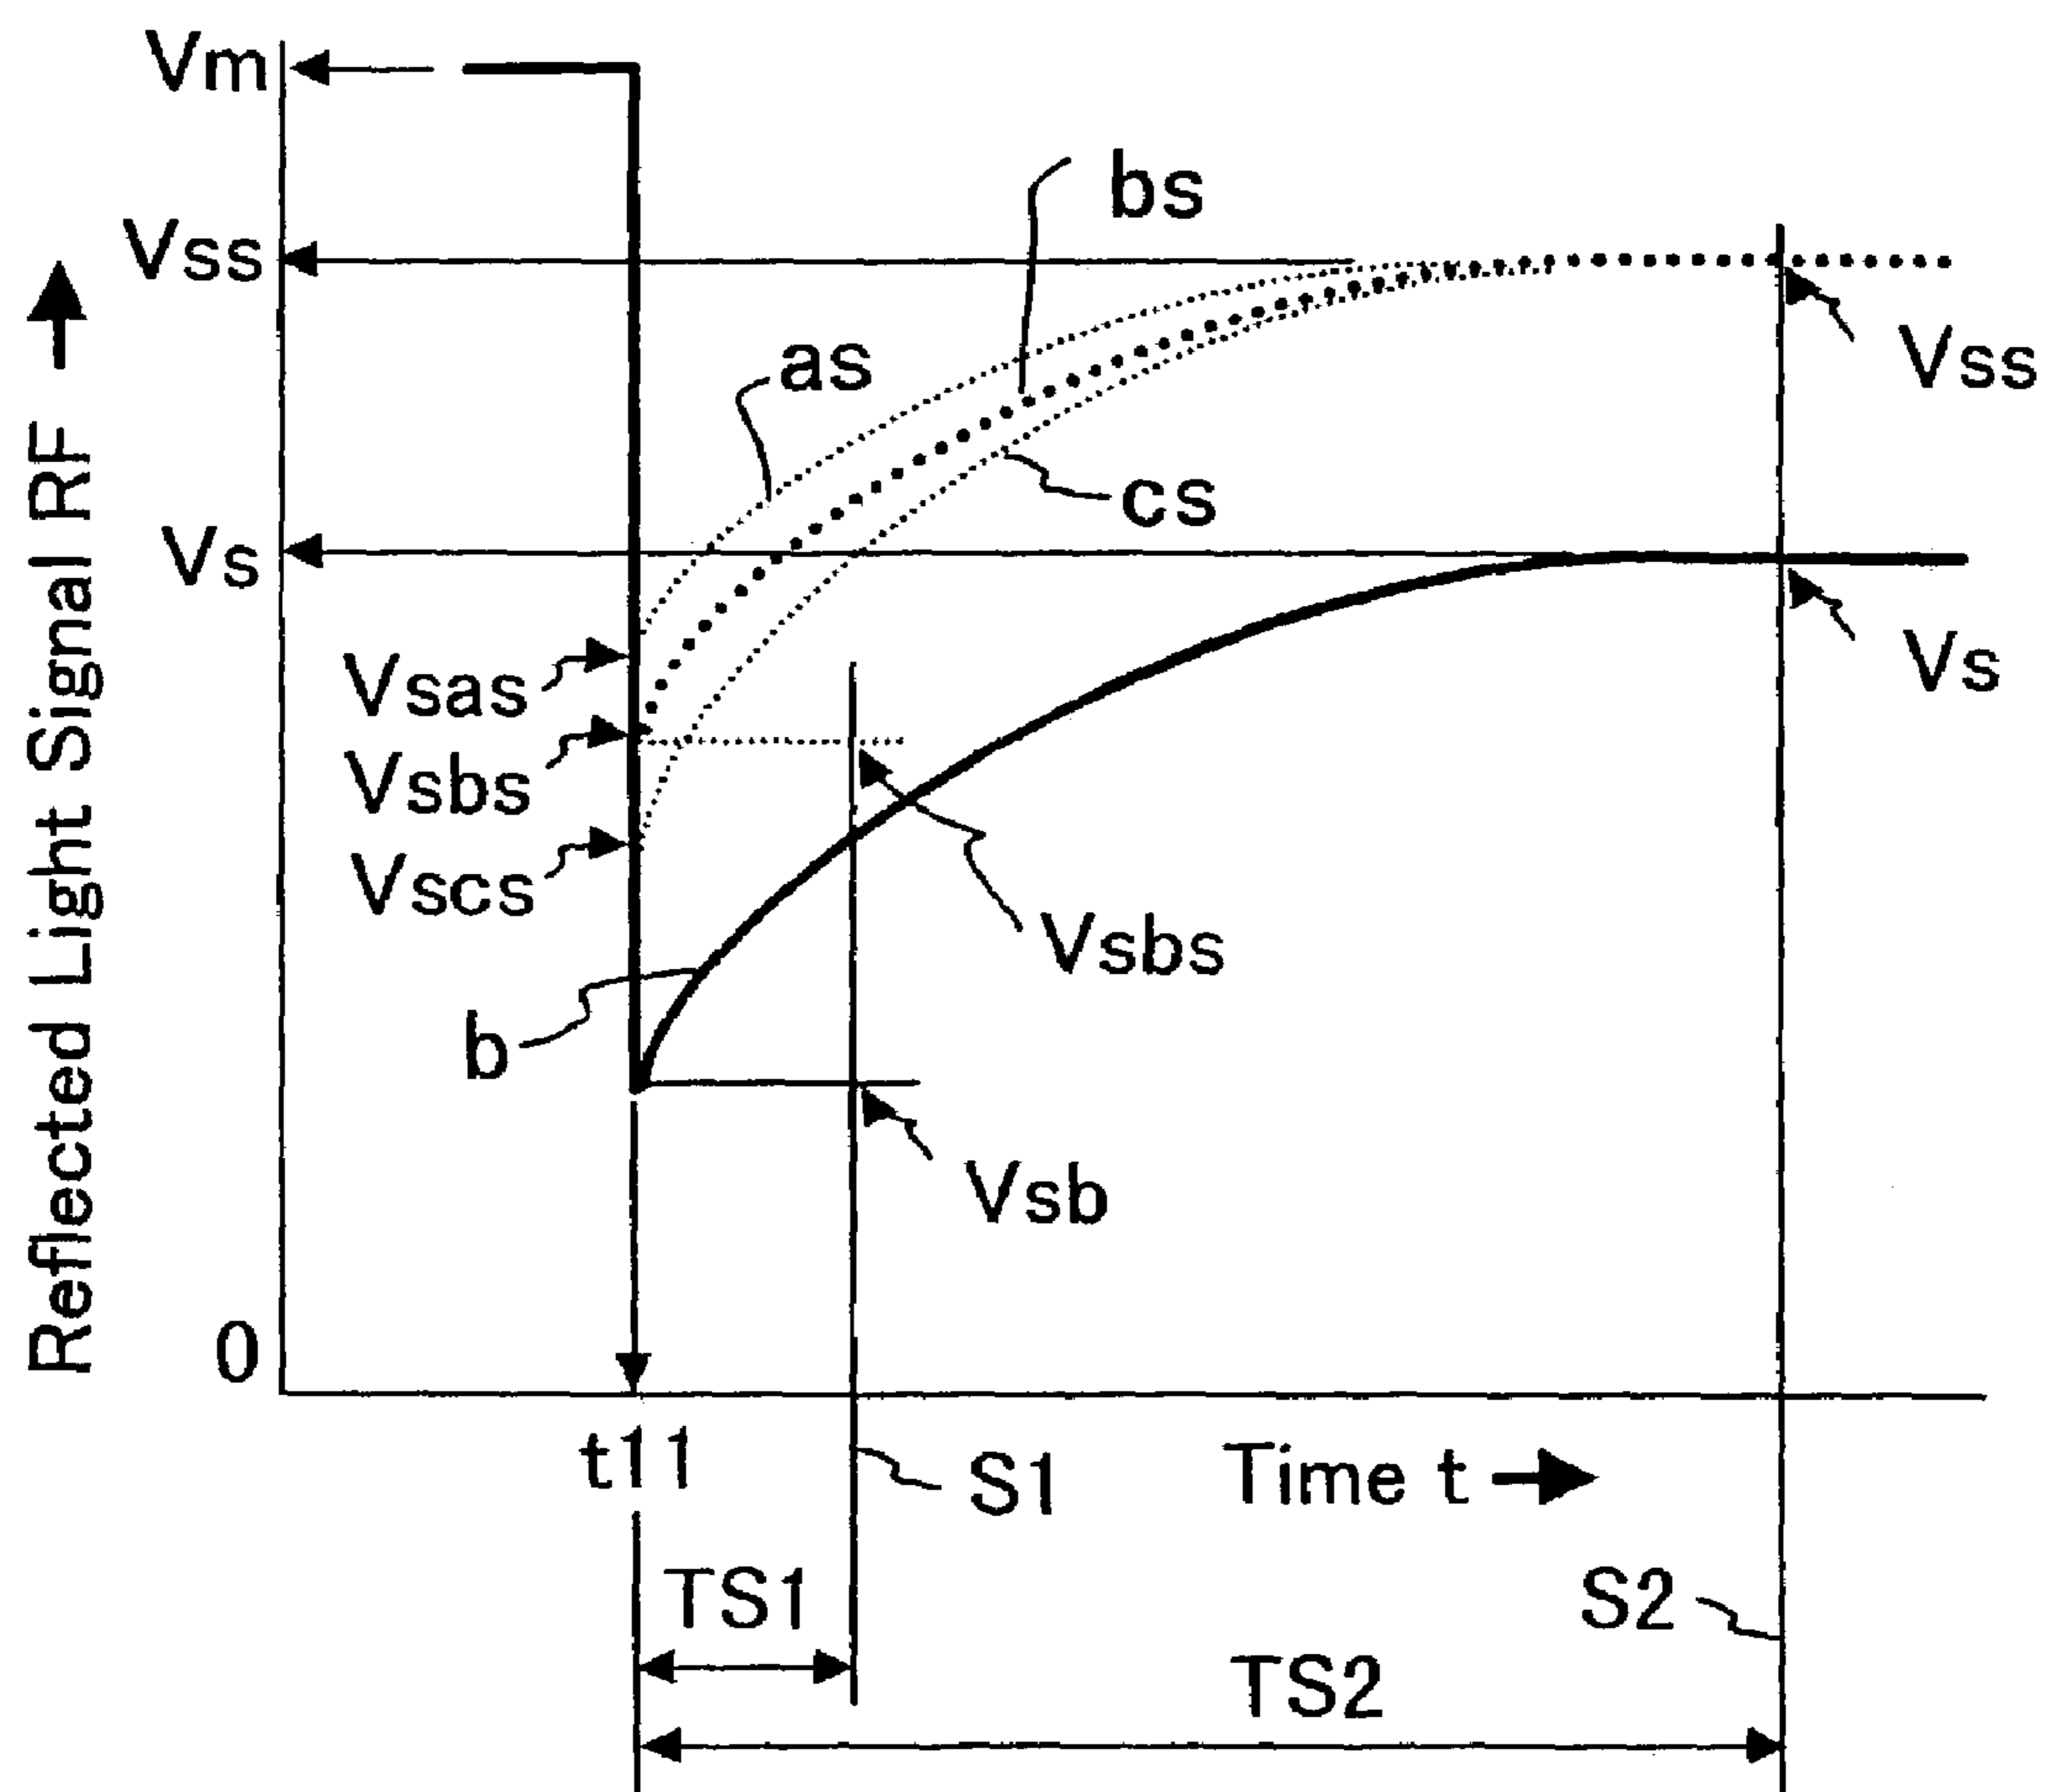 Vm
bs
Vss
as
Vss
cs
Vs
Vs
Vsas
Vsbs
Vscs
Vsbs
b
Vsb
Reflected Light Signal RF
0
t11
S1
Time t
TS1
S2
TS2